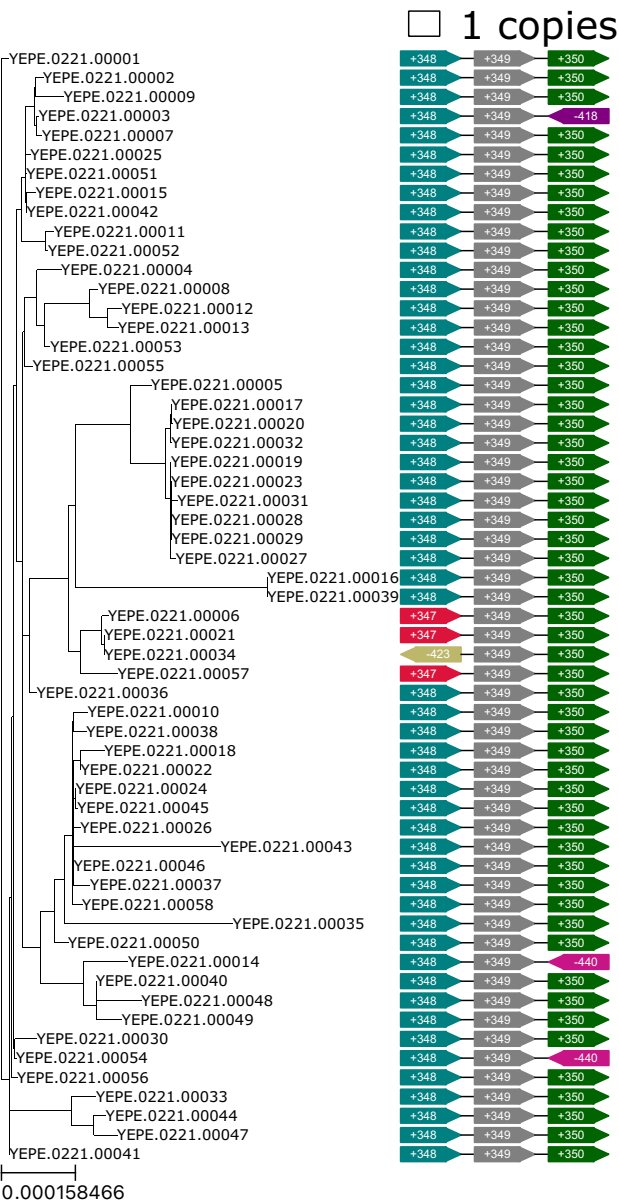 1 copies
YEPE.0221.00001 +348 +349 +350
YEPE.0221.00002 +348 +349 +350
YEPE.0221.00009 +348 +349 +350
YEPE.0221.00003 +348 +349 -418
YEPE.0221.00007 +348 +349 +350
YEPE.0221.00025 +348 +349 +350
YEPE.0221.00051 +348 +349 +350
YEPE.0221.00015 +348 +349 +350
YEPE.0221.00042 +348 +349 +350
YEPE.0221.00011 +348 +349 +350
YEPE.0221.00052 +348 +349 +350
YEPE.0221.00004 +348 +349 +350
YEPE.0221.00008 +348 +349 +350
YEPE.0221.00012 +348 +349 +350
YEPE.0221.00013 +348 +349 +350
YEPE.0221.00053 +348 +349 +350
YEPE.0221.00055 +348 +349 +350
YEPE.0221.00005 +348 +349 +350
YEPE.0221.00017 +348 +349 +350
YEPE.0221.00020 +348 +349 +350
YEPE.0221.00032 +348 +349 +350
YEPE.0221.00019 +348 +349 +350
YEPE.0221.00023 +348 +349 +350
YEPE.0221.00031 +348 +349 +350
YEPE.0221.00028 +348 +349 +350
YEPE.0221.00029 +348 +349 +350
YEPE.0221.00027 +348 +349 +350
YEPE.0221.00016 +348 +349 +350
YEPE.0221.00039 +348 +349 +350
YEPE.0221.00006 +347 +349 +350
YEPE.0221.00021 +347 +349 +350
YEPE.0221.00034 -423 +349 +350
YEPE.0221.00057 +347 +349 +350
YEPE.0221.00036 +348 +349 +350
YEPE.0221.00010 +348 +349 +350
YEPE.0221.00038 +348 +349 +350
YEPE.0221.00018 +348 +349 +350
YEPE.0221.00022 +348 +349 +350
YEPE.0221.00024 +348 +349 +350
YEPE.0221.00045 +348 +349 +350
YEPE.0221.00026 +348 +349 +350
YEPE.0221.00043 +348 +349 +350
YEPE.0221.00046 +348 +349 +350
YEPE.0221.00037 +348 +349 +350
YEPE.0221.00058 +348 +349 +350
YEPE.0221.00035 +348 +349 +350
YEPE.0221.00050 +348 +349 +350
YEPE.0221.00014 +348 +349 -440
YEPE.0221.00040 +348 +349 +350
YEPE.0221.00048 +348 +349 +350
YEPE.0221.00049 +348 +349 +350
YEPE.0221.00030 +348 +349 +350
YEPE.0221.00054 +348 +349 -440
YEPE.0221.00056 +348 +349 +350
YEPE.0221.00033 +348 +349 +350
YEPE.0221.00044 +348 +349 +350
YEPE.0221.00047 +348 +349 +350
YEPE.0221.00041 +348 +349 +350
0.000158466